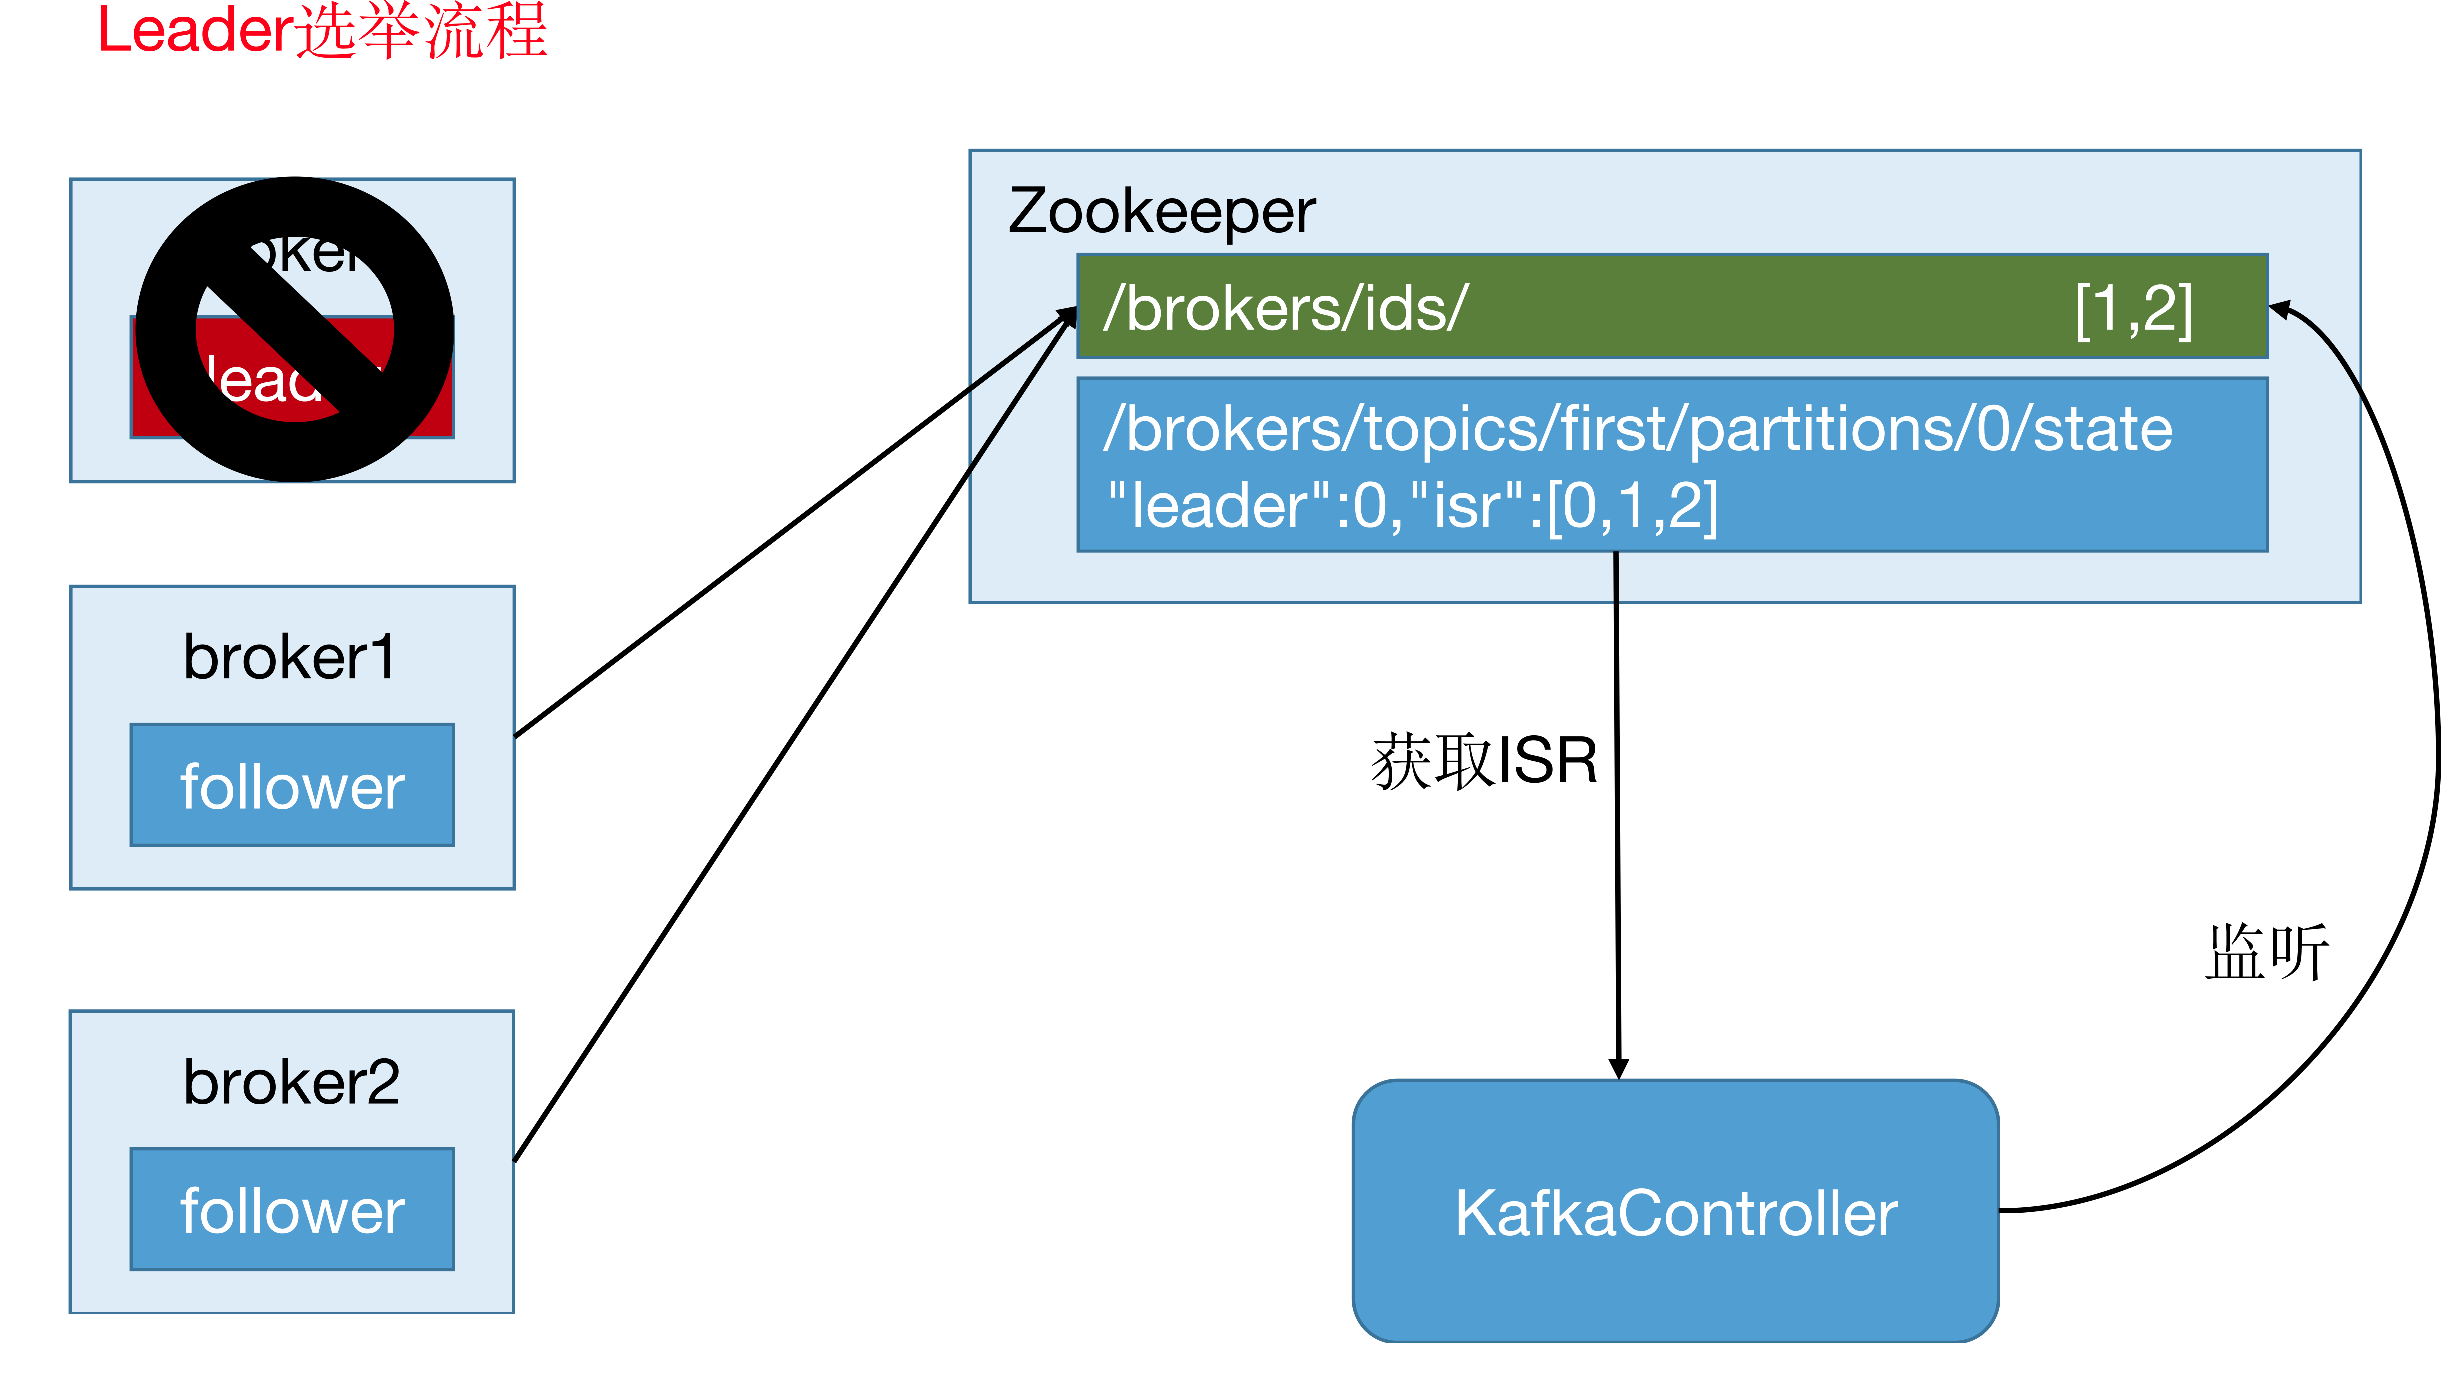 Leader选举流程
Zookeeper
/brokers/ids/ [1,2]
/brokers/topics/first/partitions/0/state
"leader":0,"isr":[0,1,2]
broker1
follower
获取ISR
监听
broker2
follower
KafkaController